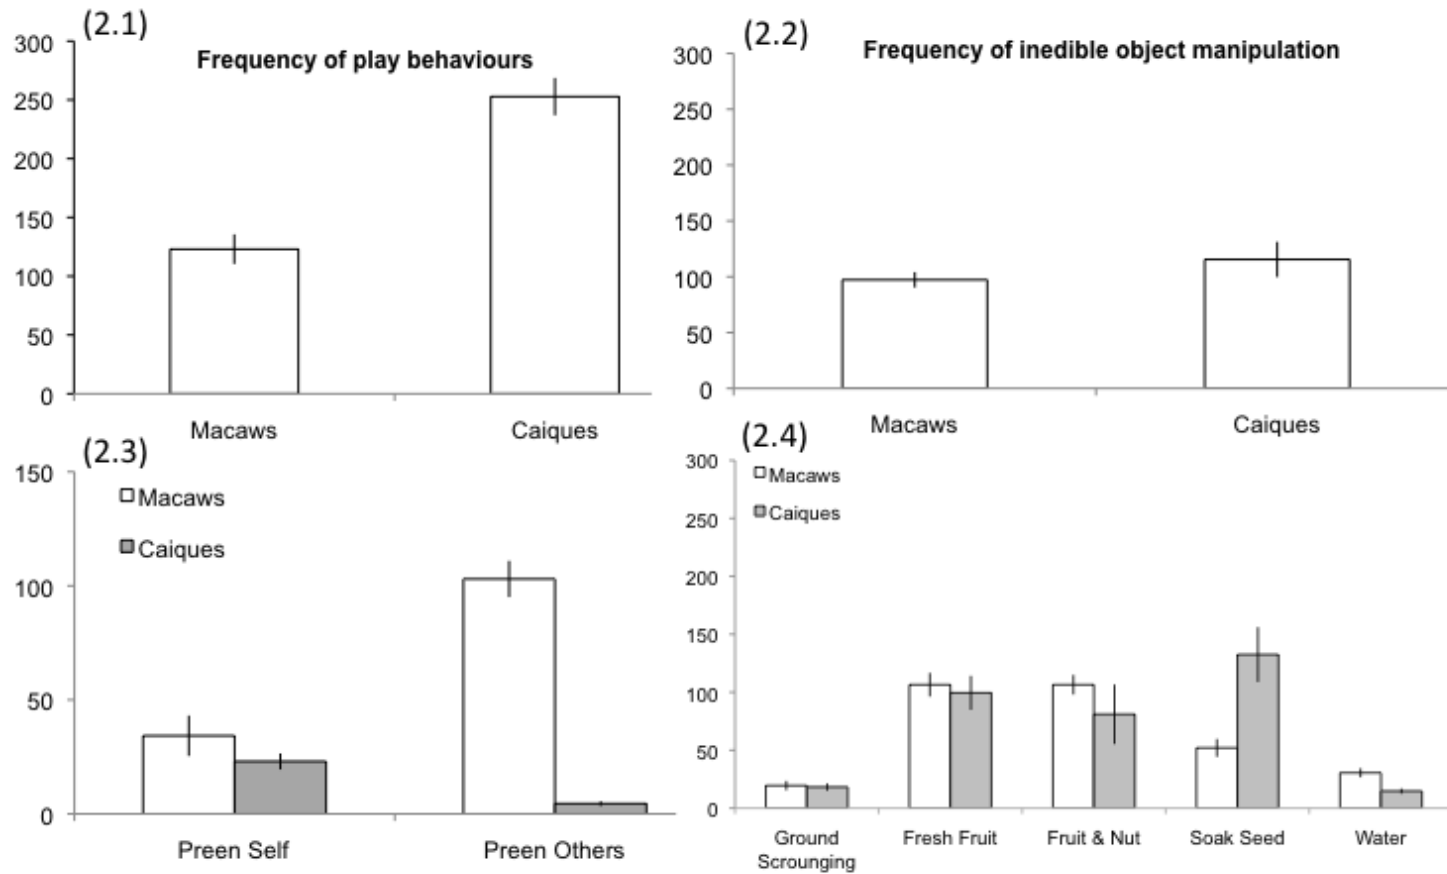 (2.1)
Frequency of play behaviours
300
250
200
150
100
50
0
Macaws
Caiques
(2.2)
Frequency of inedible object manipulation
300
250
200
150
100
50
0
Macaws
Caiques
(2.3)
150
100
50
0
Macaws
Caiques
Preen Self
Preen Others
(2.4)
300
250
200
150
100
50
0
Macaws
Caiques
Ground
Scrounging
Fresh Fruit
Fruit & Nut
Soak Seed
Water